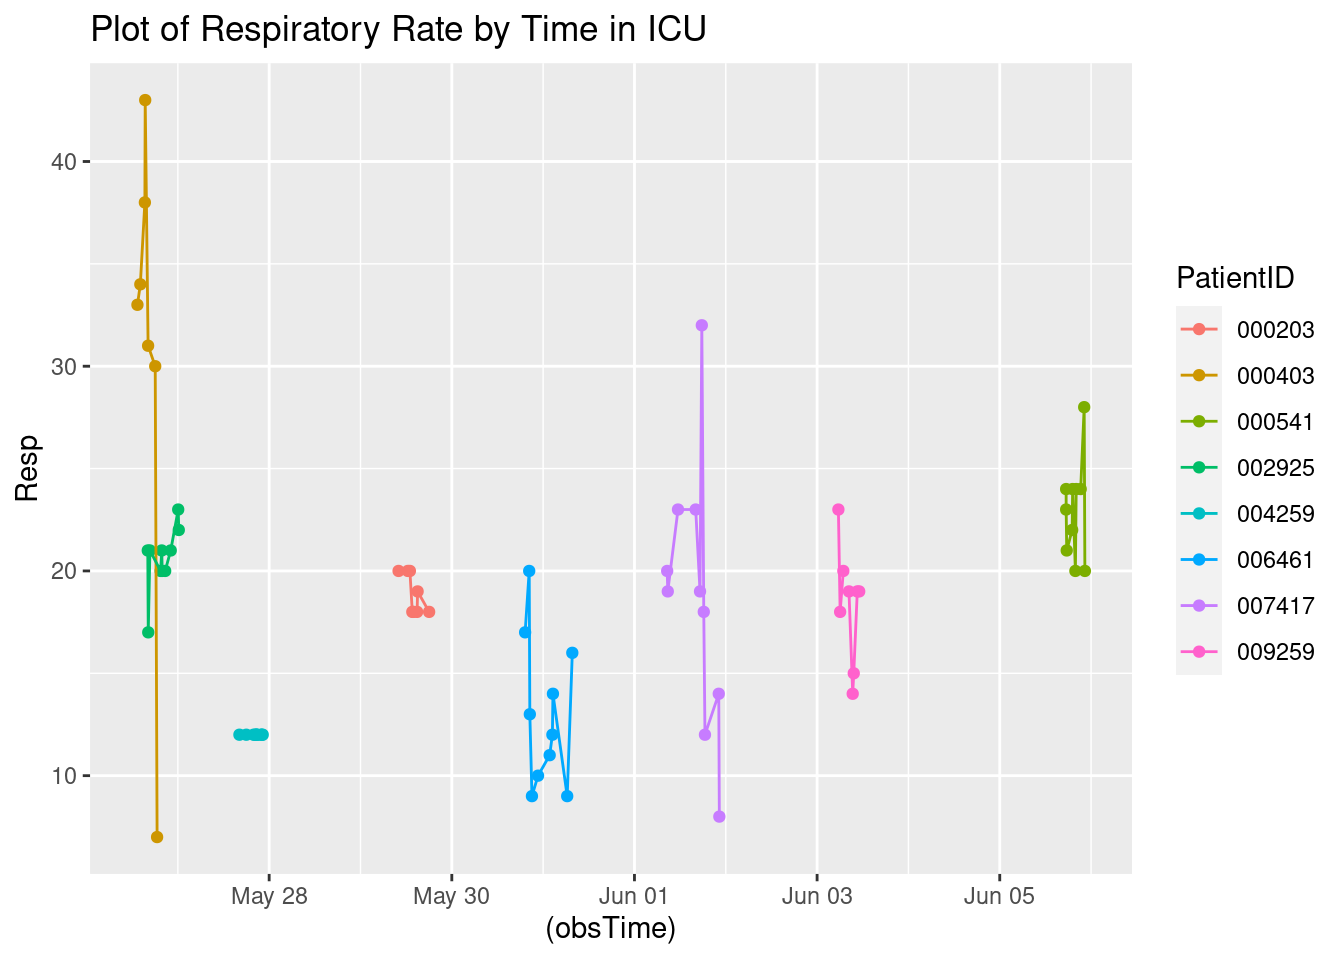 Plot of Respiratory Rate by Time in ICU
Resp
40
30
20
10
May 28
May 30
Jun 01
Jun 03
Jun 05
(obsTime)
PatientID
000203
000403
000541
002925
004259
006461
007417
009259